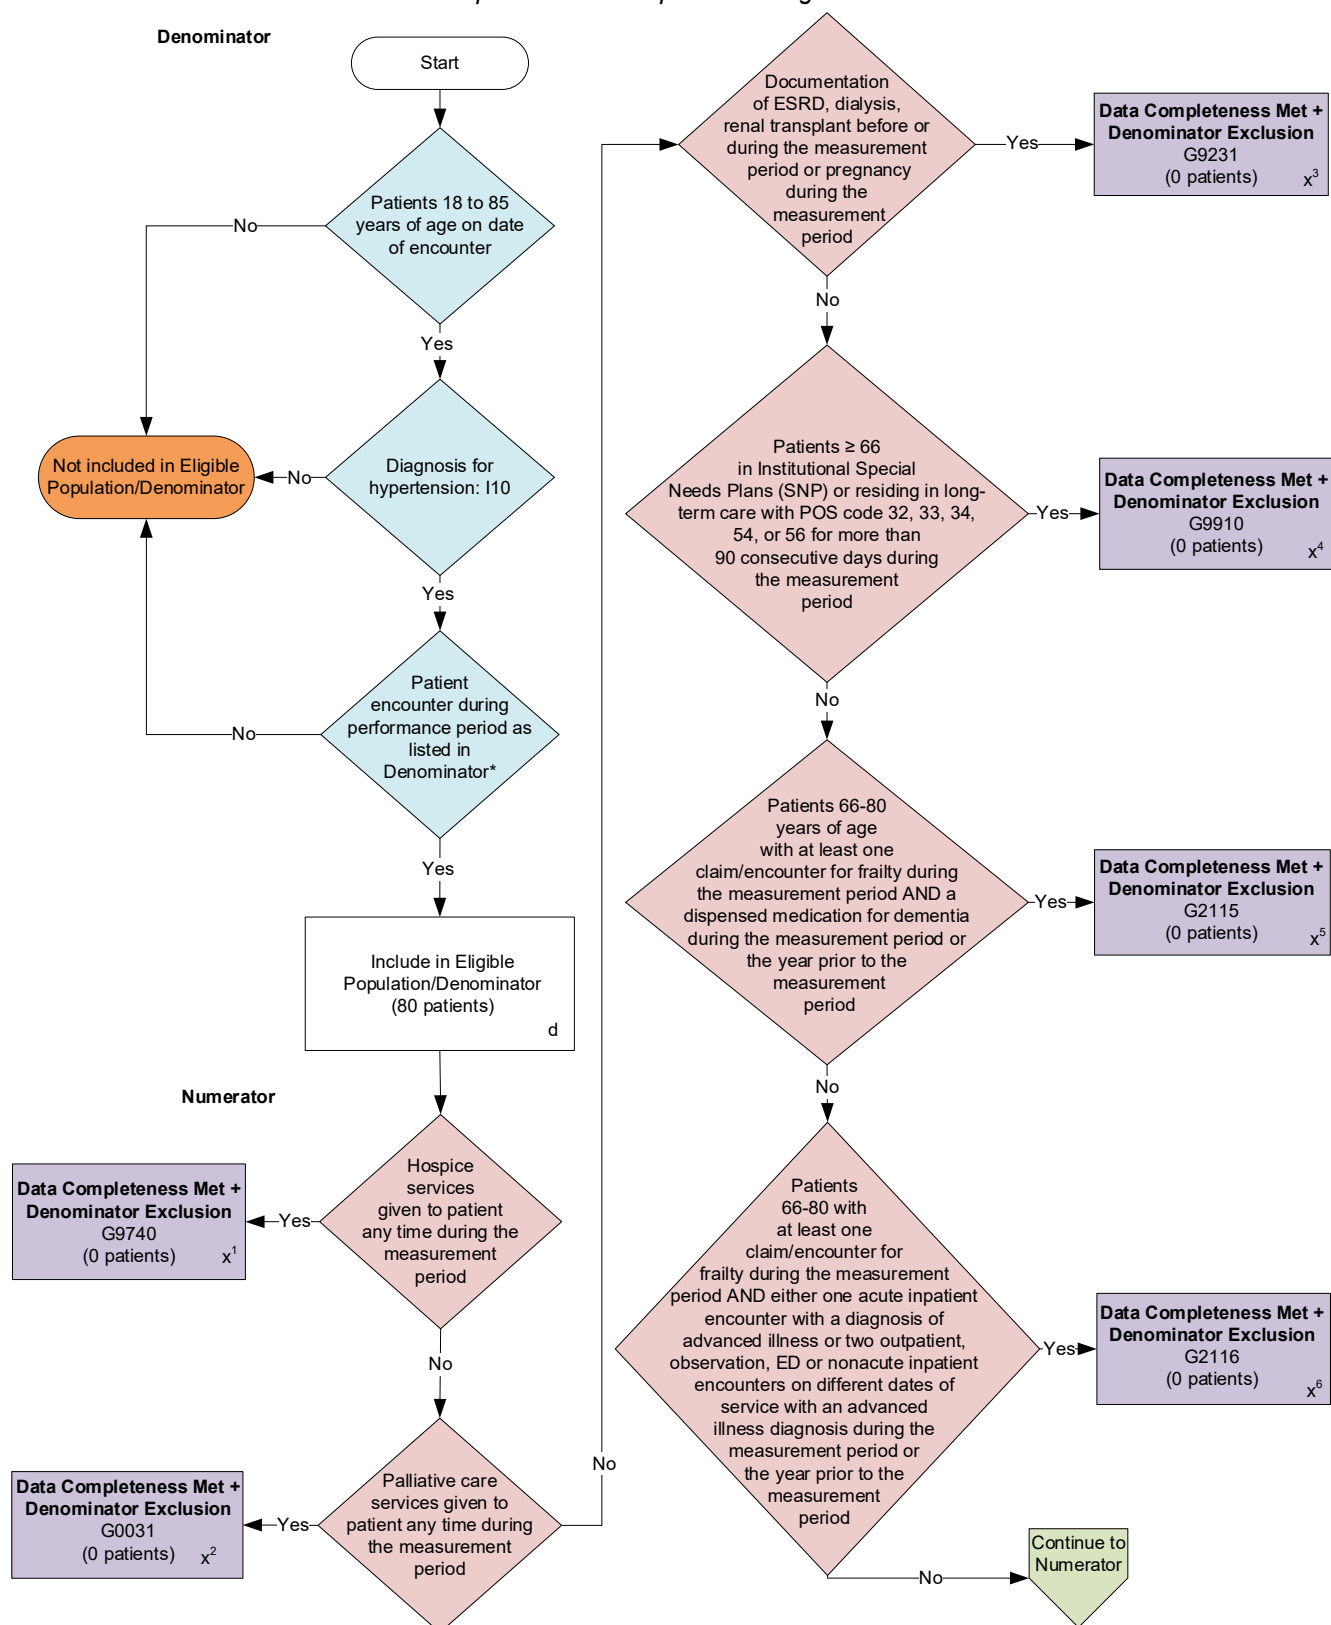 Denominator
Start
Patients 18 to 85
years of age on date
of encounter
No
Yes
Diagnosis for
hypertension: I10
No
Not included in Eligible
Population/Denominator
Yes
Patient
encounter during
performance period as
listed in
Denominator*
No
Yes
Include in Eligible
Population/Denominator
(80 patients)
d
Numerator
Hospice
services
given to patient
any time during the
measurement
period
Yes
Data Completeness Met +
Denominator Exclusion
G9740
(0 patients) x1
No
Palliative care
services given to
patient any time during
the measurement
period
Yes
Data Completeness Met +
Denominator Exclusion
G0031
(0 patients) x2
No
Documentation
of ESRD, dialysis,
renal transplant before or
during the measurement
period or pregnancy
during the
measurement
period
Yes
Data Completeness Met +
Denominator Exclusion
G9231
(0 patients) x3
No
Patients ≥ 66
in Institutional Special
Needs Plans (SNP) or residing in long-
term care with POS code 32, 33, 34,
54, or 56 for more than
90 consecutive days during
the measurement
period
Yes
Data Completeness Met +
Denominator Exclusion
G9910
(0 patients) x4
No
Patients 66-80
years of age
with at least one
claim/encounter for frailty during
the measurement period AND a
dispensed medication for dementia
during the measurement period or
the year prior to the
measurement
period
Yes
Data Completeness Met +
Denominator Exclusion
G2115
(0 patients) x5
No
Patients
66-80 with
at least one
claim/encounter for
frailty during the measurement
period AND either one acute inpatient
encounter with a diagnosis of
advanced illness or two outpatient,
observation, ED or nonacute inpatient
encounters on different dates of
service with an advanced
illness diagnosis during the
measurement period or
the year prior to the
measurement
period
Yes
Data Completeness Met +
Denominator Exclusion
G2116
(0 patients) x6
No
Continue to
Numerator